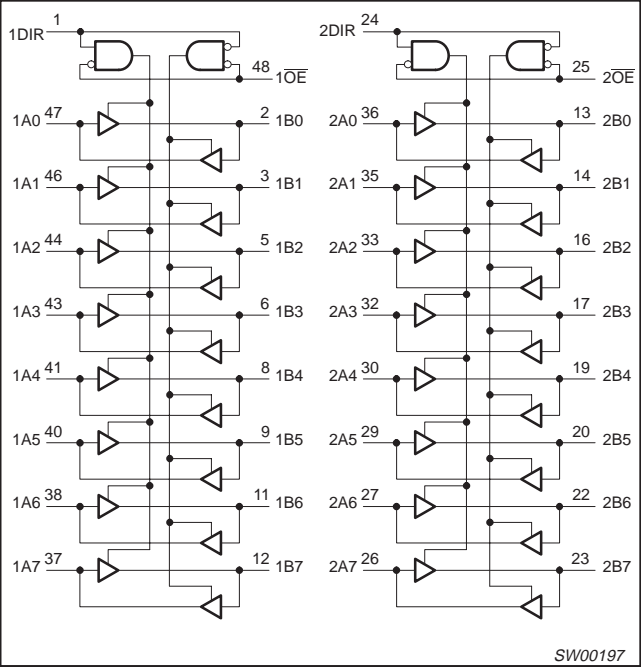 1DIR 1 2DIR 24
48 1O̅E̅ 25 2O̅E̅
1A0 47 2 1B0 2A0 36 13 2B0
1A1 46 3 1B1 2A1 35 14 2B1
1A2 44 5 1B2 2A2 33 16 2B2
1A3 43 6 1B3 2A3 32 17 2B3
1A4 41 8 1B4 2A4 30 19 2B4
1A5 40 9 1B5 2A5 29 20 2B5
1A6 38 11 1B6 2A6 27 22 2B6
1A7 37 12 1B7 2A7 26 23 2B7
SW00197